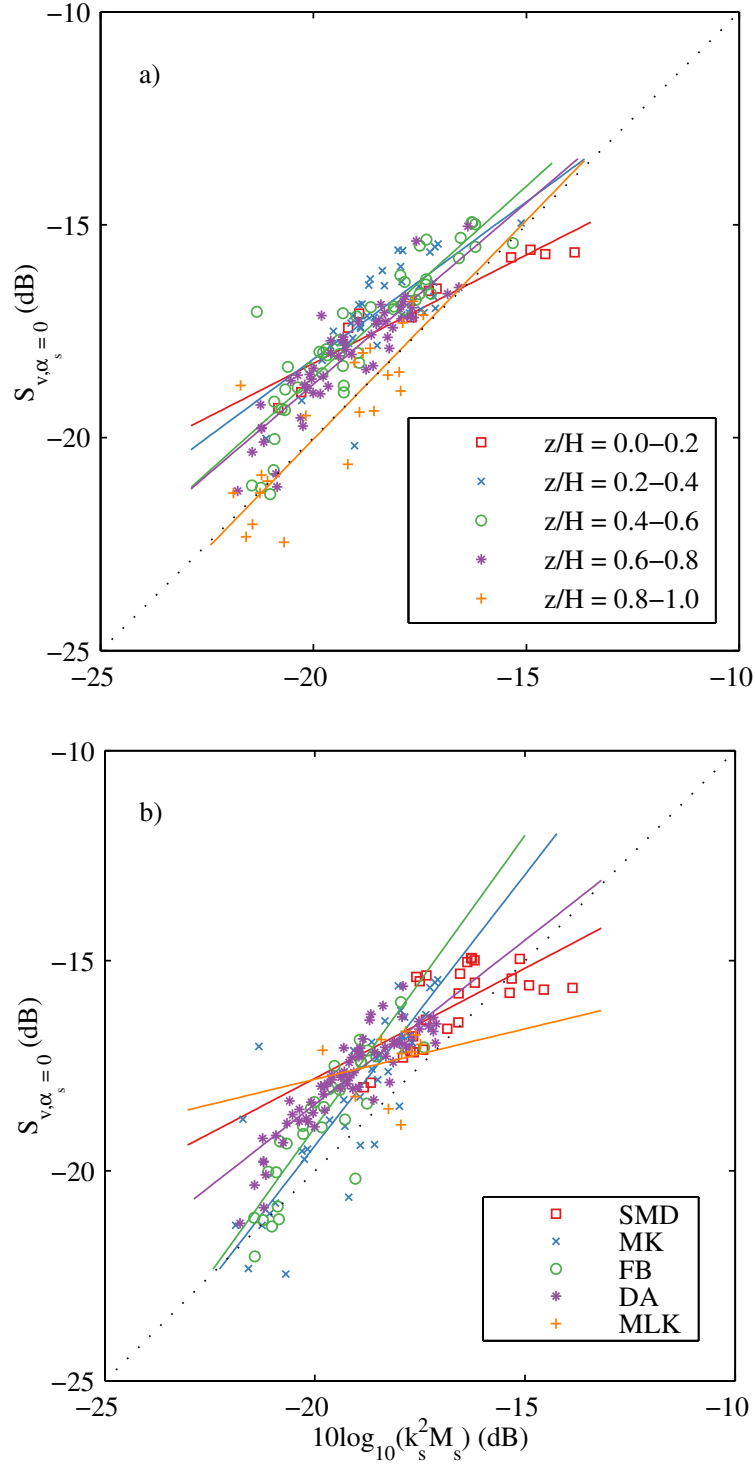 −10
a)
−15
S_{v,α_s = 0} (dB)
−20
z/H = 0.0−0.2
z/H = 0.2−0.4
z/H = 0.4−0.6
z/H = 0.6−0.8
z/H = 0.8−1.0
−25
−25 −20 −15 −10
−10
b)
−15
S_{v,α_s = 0} (dB)
−20
SMD
MK
FB
DA
MLK
−25
−25 −20 −15 −10
10log₁₀(k_s²M_s) (dB)